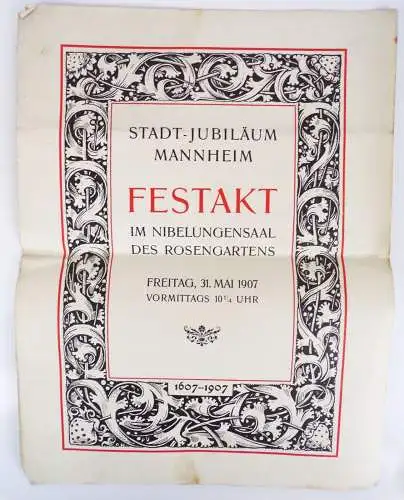 STADT-JUBILÄUM
MANNHEIM
FESTAKT
IM NIBELUNGENSAAL
DES ROSENGARTENS
FREITAG, 31. MAI 1907
VORMITTAGS 10¼ UHR
1607-1907